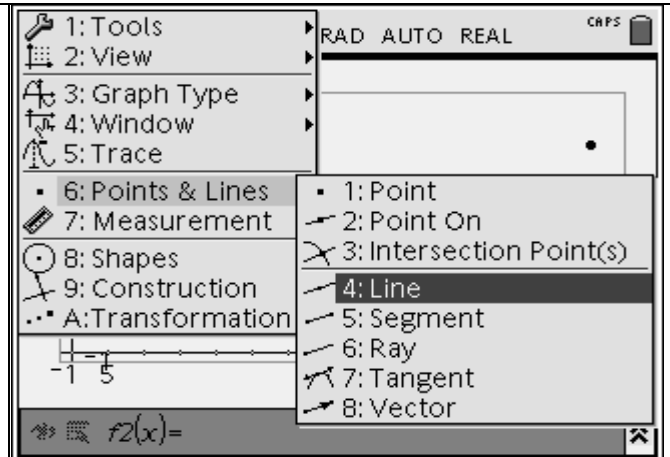 1: Tools
RAD AUTO REAL
CAPS
2: View
3: Graph Type
4: Window
5: Trace
6: Points & Lines
7: Measurement
8: Shapes
9: Construction
A:Transformation
1: Point
2: Point On
3: Intersection Point(s)
4: Line
5: Segment
6: Ray
7: Tangent
8: Vector
-1
-1
5
f2(x)=